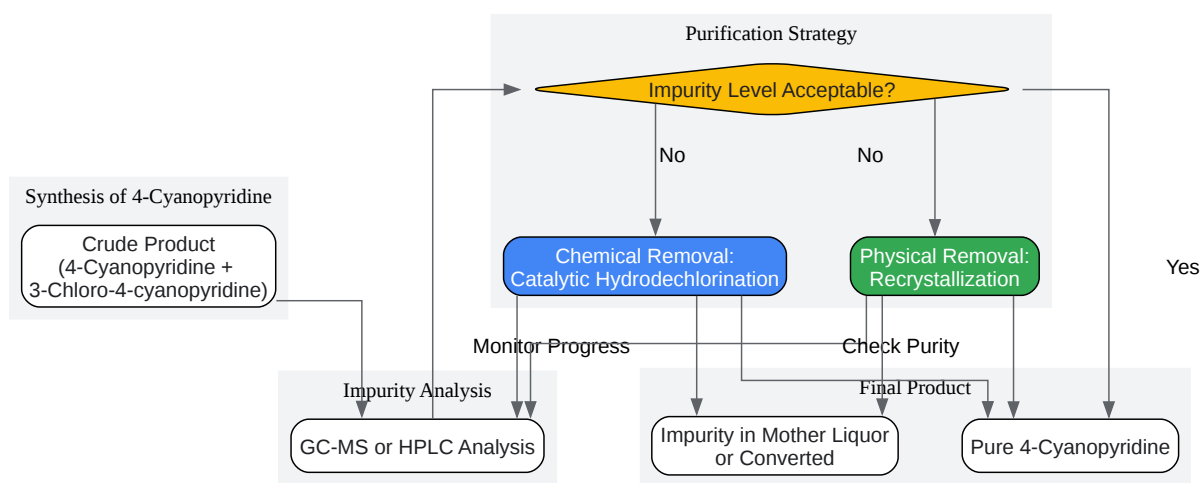 Purification Strategy
Impurity Level Acceptable?
No
No
Synthesis of 4-Cyanopyridine
Crude Product
(4-Cyanopyridine +
3-Chloro-4-cyanopyridine)
Chemical Removal:
Catalytic Hydrodechlorination
Physical Removal:
Recrystallization
Yes
Monitor Progress
Check Purity
Impurity Analysis
GC-MS or HPLC Analysis
Final Product
Impurity in Mother Liquor
or Converted
Pure 4-Cyanopyridine